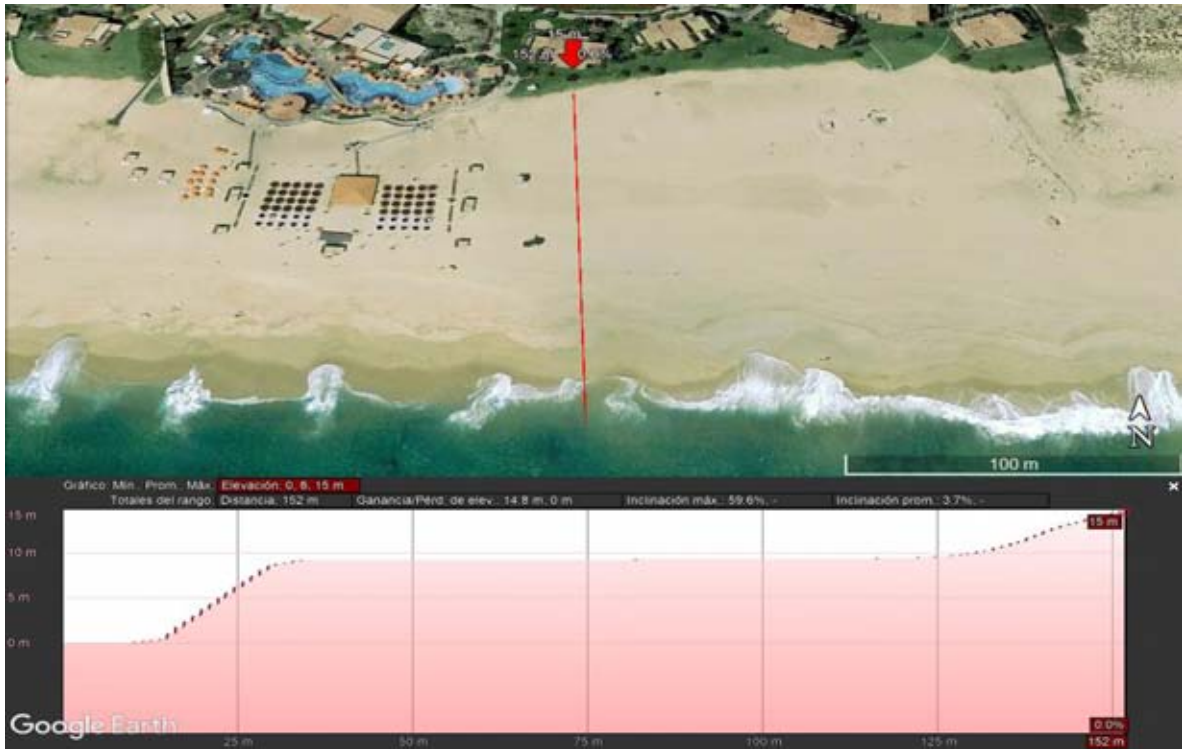 15 m
N
100 m
Gráfico: Mín., Prom., Máx. Elevación: 0, 8, 15 m
Totales del rango: Distancia: 152 m Ganancia/Pérd. de elev.: 14.8 m, 0 m Inclinación máx.: 59.6%, - Inclinación prom.: 3.7%, -
15 m
15 m
10 m
5 m
0 m
Google Earth
0.0%
25 m 50 m 75 m 100 m 125 m 152 m